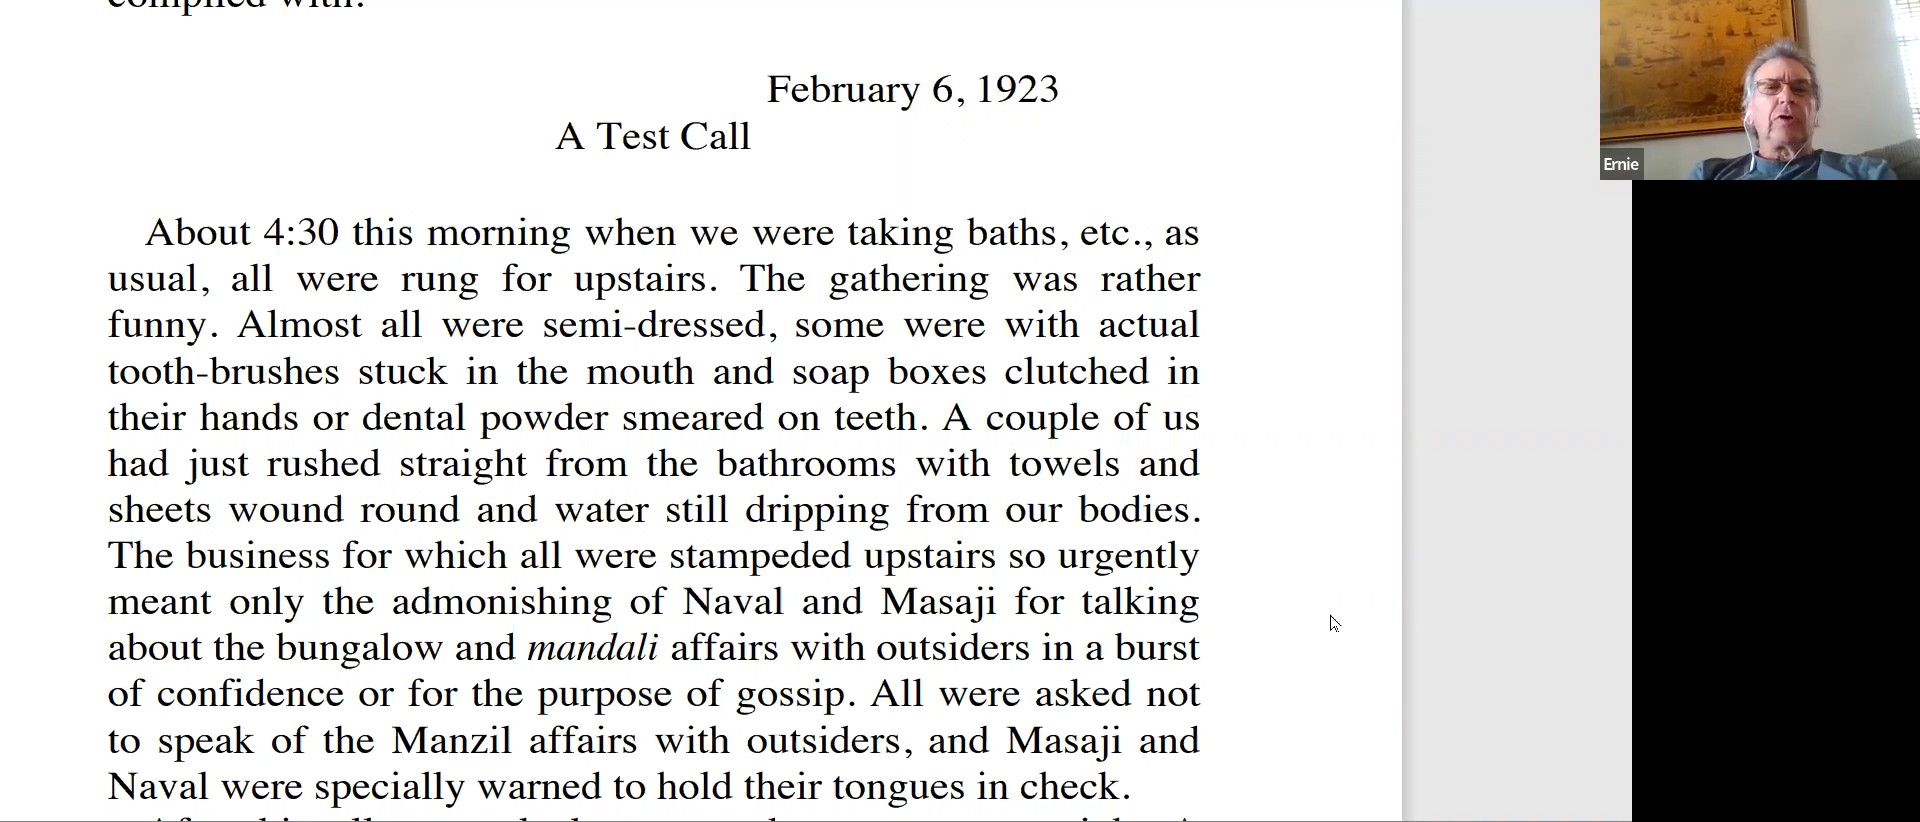 complied with.
February 6, 1923
A Test Call
About 4:30 this morning when we were taking baths, etc., as
usual, all were rung for upstairs. The gathering was rather
funny. Almost all were semi-dressed, some were with actual
tooth-brushes stuck in the mouth and soap boxes clutched in
their hands or dental powder smeared on teeth. A couple of us
had just rushed straight from the bathrooms with towels and
sheets wound round and water still dripping from our bodies.
The business for which all were stampeded upstairs so urgently
meant only the admonishing of Naval and Masaji for talking
about the bungalow and mandali affairs with outsiders in a burst
of confidence or for the purpose of gossip. All were asked not
to speak of the Manzil affairs with outsiders, and Masaji and
Naval were specially warned to hold their tongues in check.
Ernie